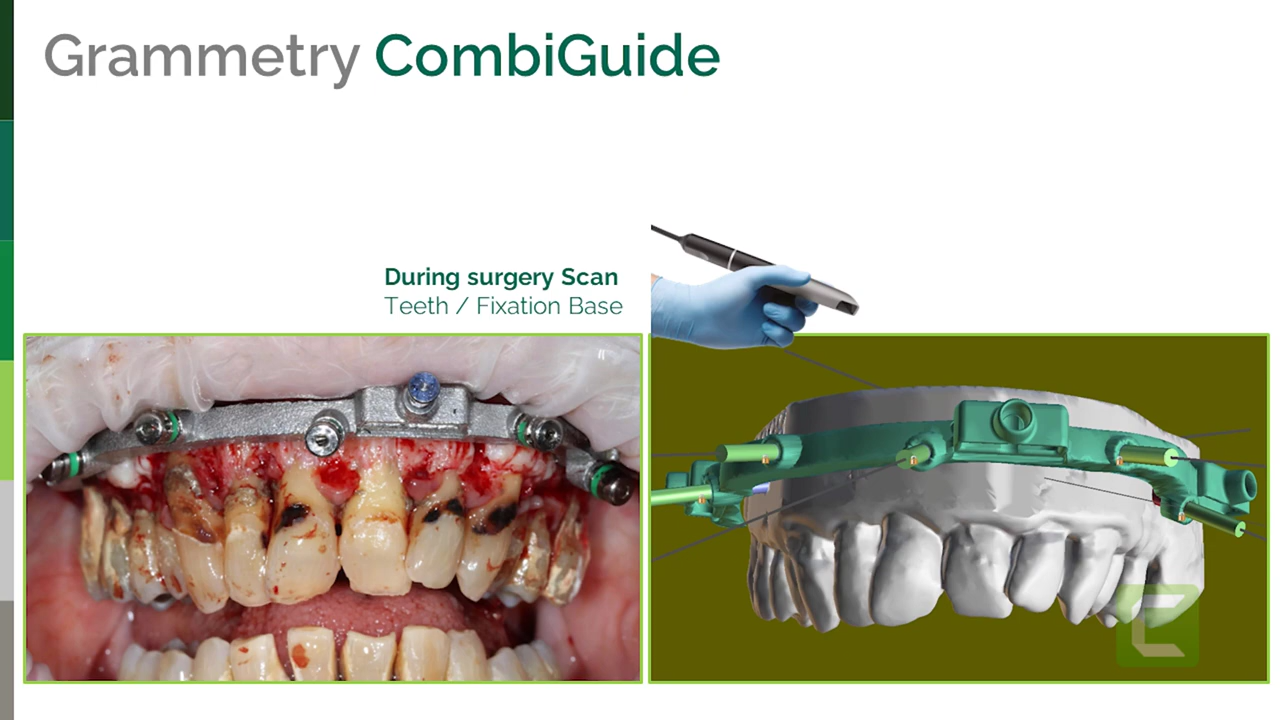 Grammetry CombiGuide
During surgery Scan
Teeth / Fixation Base